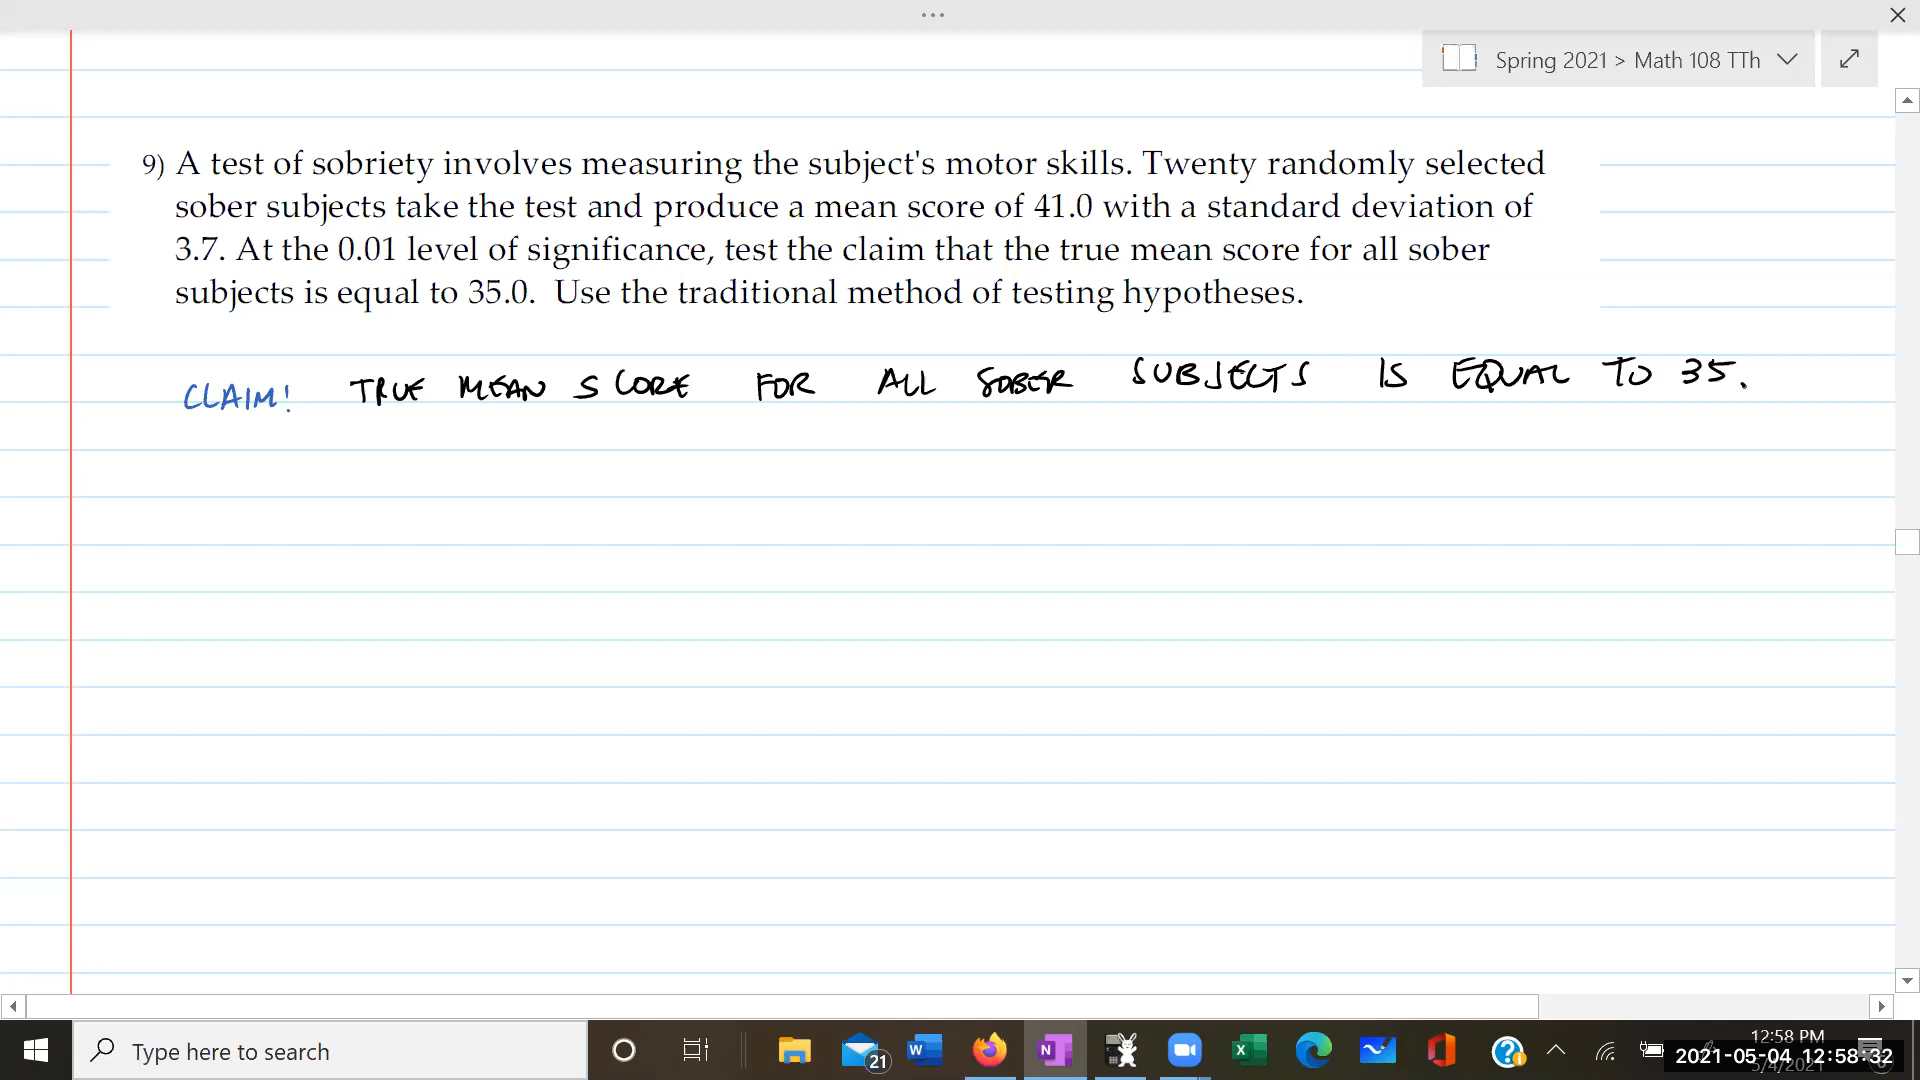 Spring 2021 > Math 108 TTh
9) A test of sobriety involves measuring the subject's motor skills. Twenty randomly selected
sober subjects take the test and produce a mean score of 41.0 with a standard deviation of
3.7. At the 0.01 level of significance, test the claim that the true mean score for all sober
subjects is equal to 35.0. Use the traditional method of testing hypotheses.
CLAIM! TRUE MEAN SCORE FOR ALL SOBER SUBJECTS IS EQUAL TO 35.
Type here to search
21
12:58 PM
2021-05-04 12:58:32